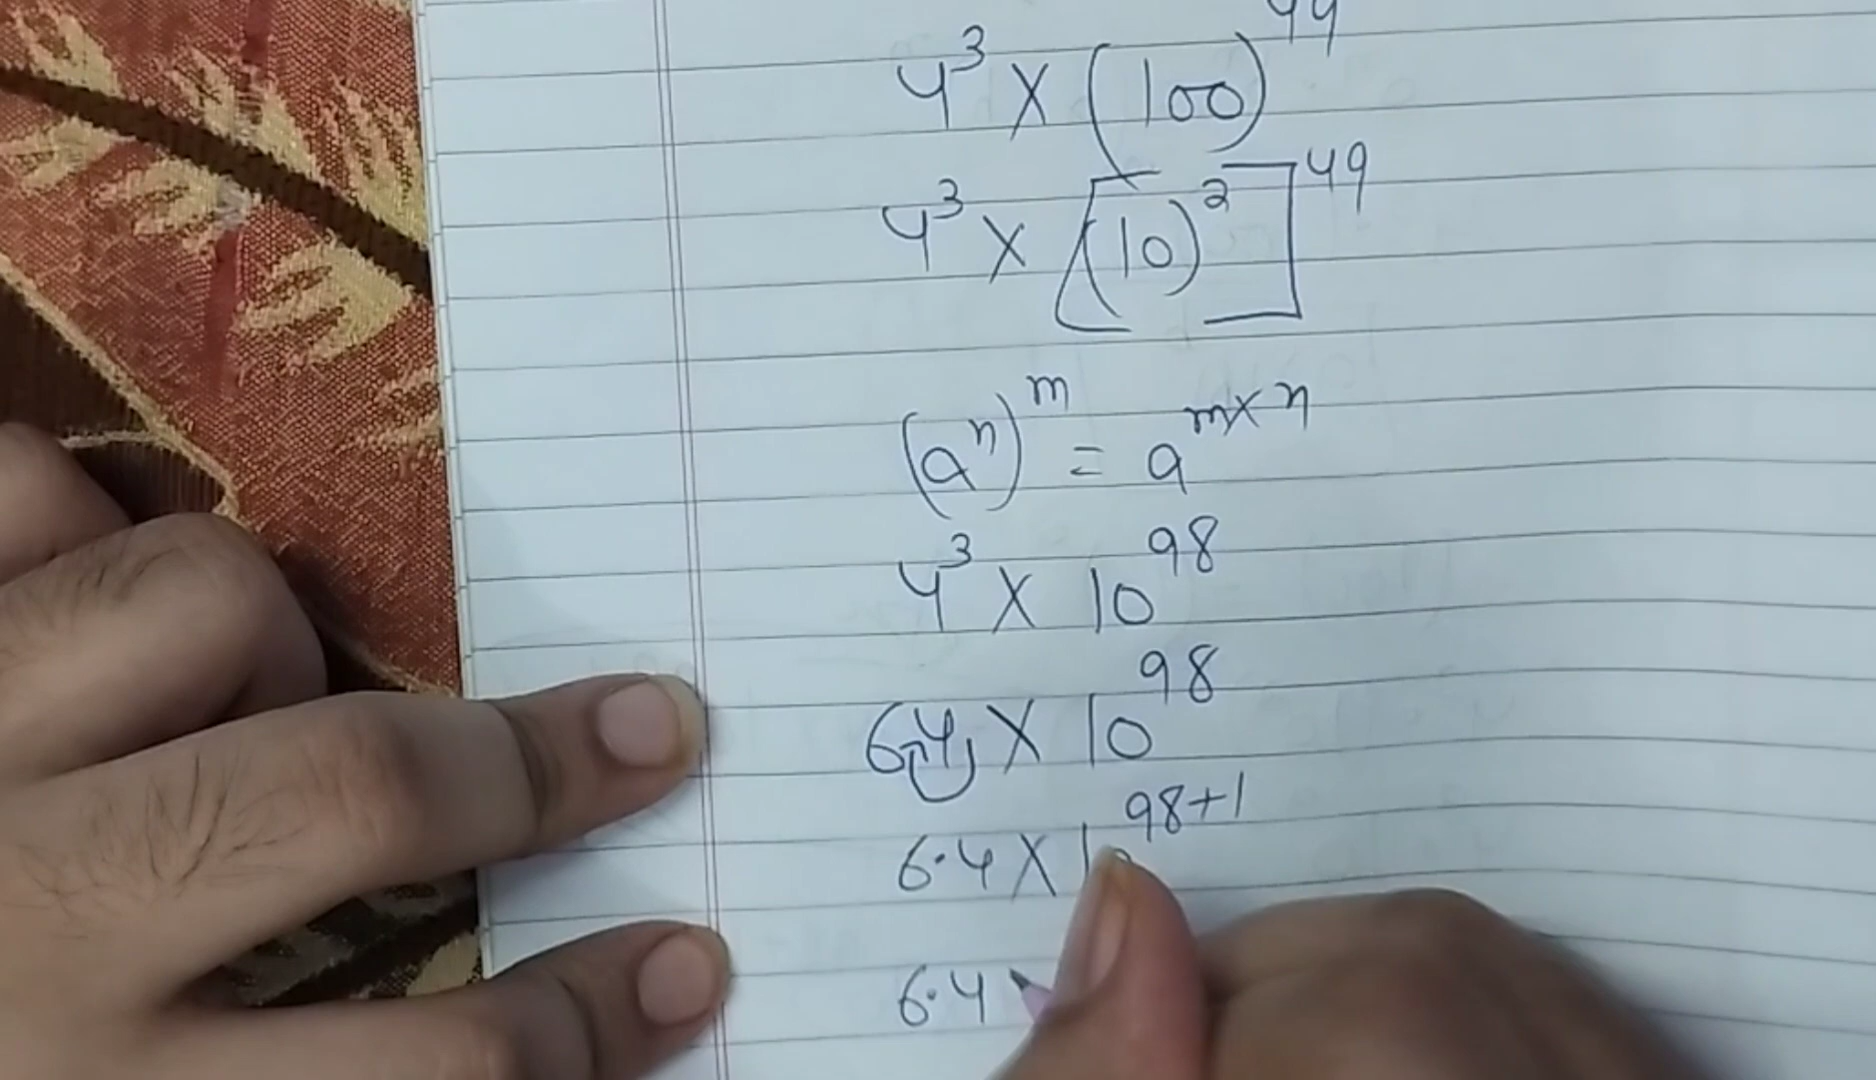 4³ × (100)⁴⁹
4³ × [(10)²]⁴⁹
(aⁿ)ᵐ = aᵐˣⁿ
4³ × 10⁹⁸
64 × 10⁹⁸
6.4 × 10⁹⁸⁺¹
6.4